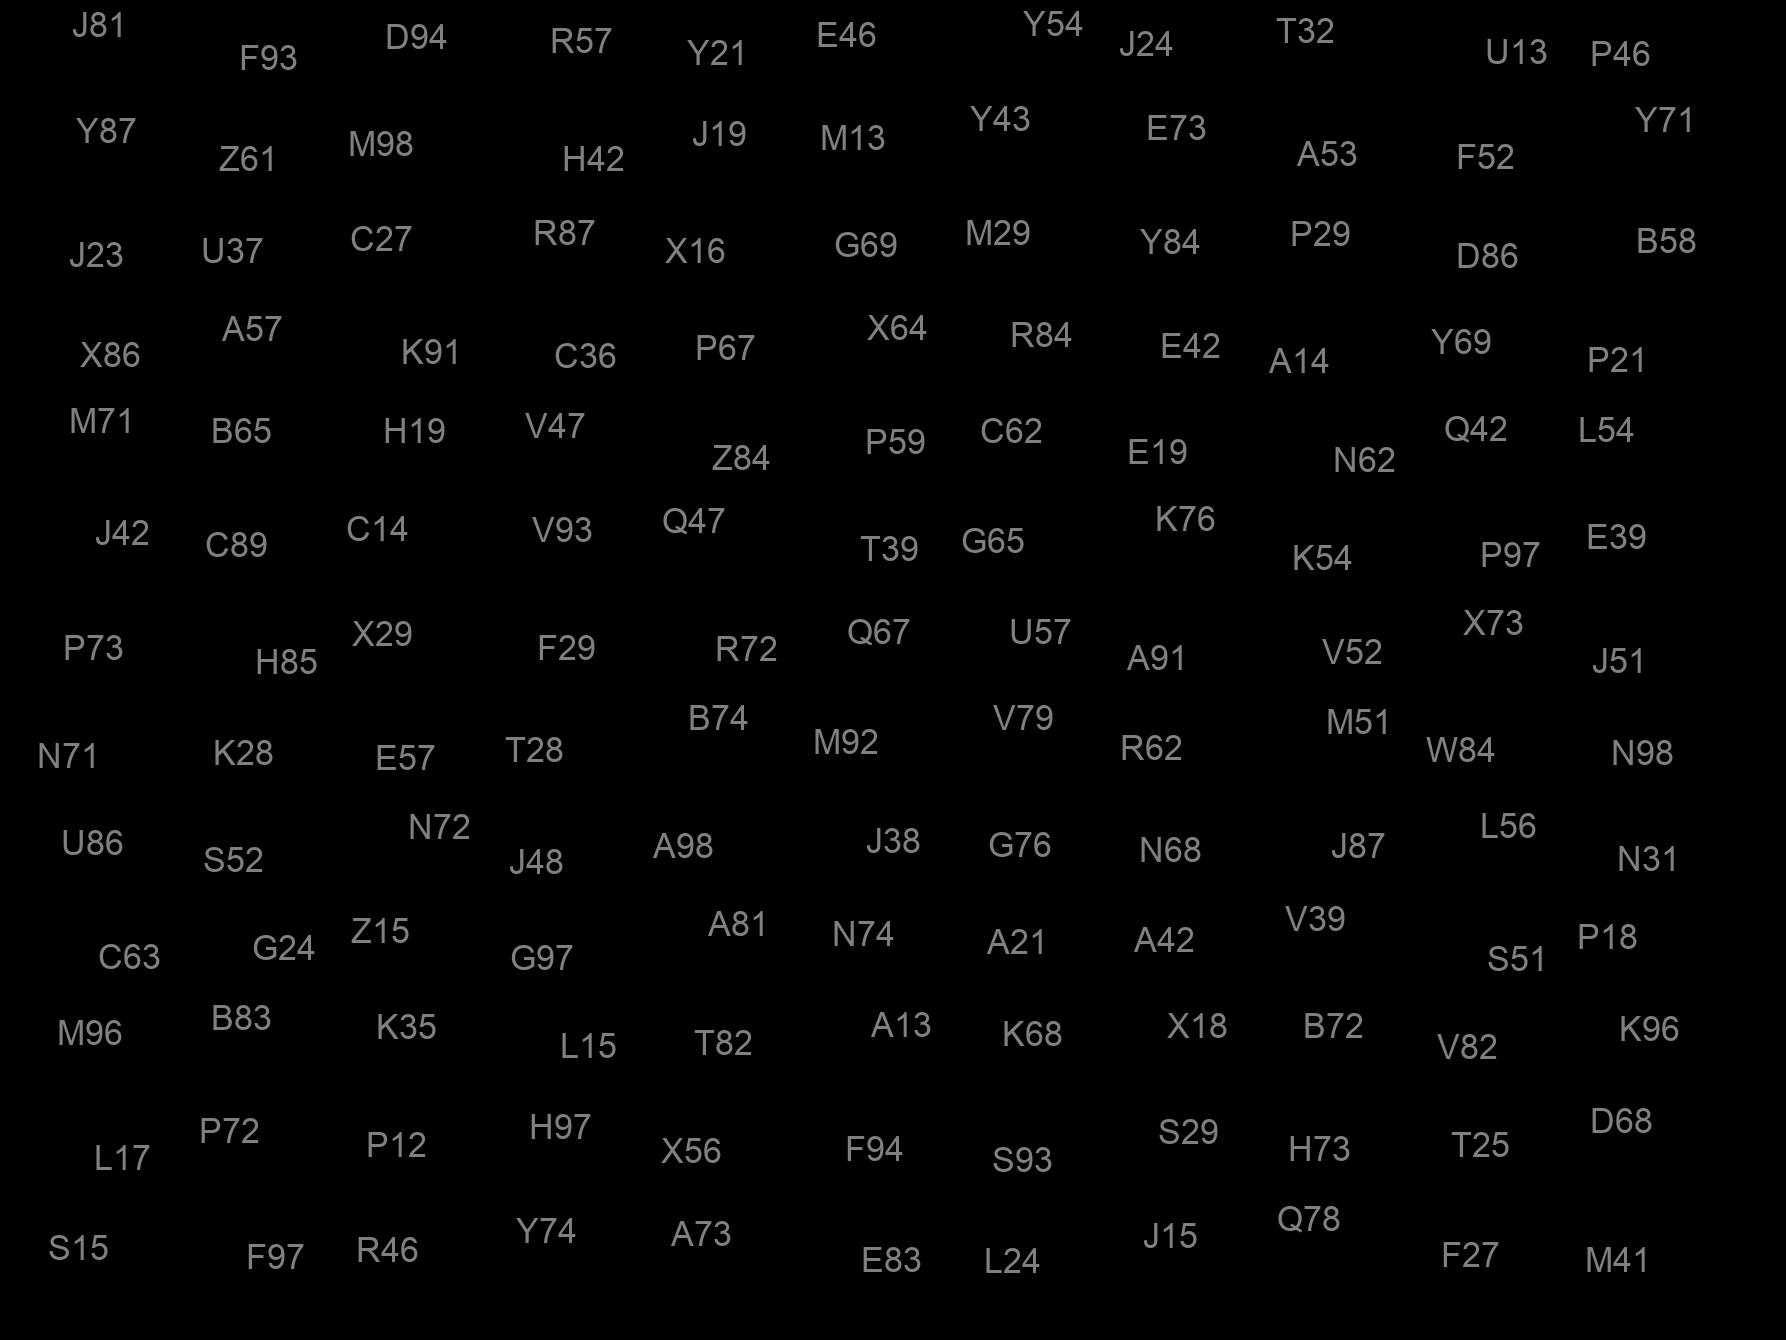 J81 F93 D94 R57 Y21 E46 Y54 J24 T32 U13 P46
Y87 Z61 M98 H42 J19 M13 Y43 E73 A53 F52 Y71
J23 U37 C27 R87 X16 G69 M29 Y84 P29 D86 B58
X86 A57 K91 C36 P67 X64 R84 E42 A14 Y69 P21
M71 B65 H19 V47 Z84 P59 C62 E19 N62 Q42 L54
J42 C89 C14 V93 Q47 T39 G65 K76 K54 P97 E39
P73 H85 X29 F29 R72 Q67 U57 A91 V52 X73 J51
N71 K28 E57 T28 B74 M92 V79 R62 M51 W84 N98
U86 S52 N72 J48 A98 J38 G76 N68 J87 L56 N31
C63 G24 Z15 G97 A81 N74 A21 A42 V39 S51 P18
M96 B83 K35 L15 T82 A13 K68 X18 B72 V82 K96
L17 P72 P12 H97 X56 F94 S93 S29 H73 T25 D68
S15 F97 R46 Y74 A73 E83 L24 J15 Q78 F27 M41